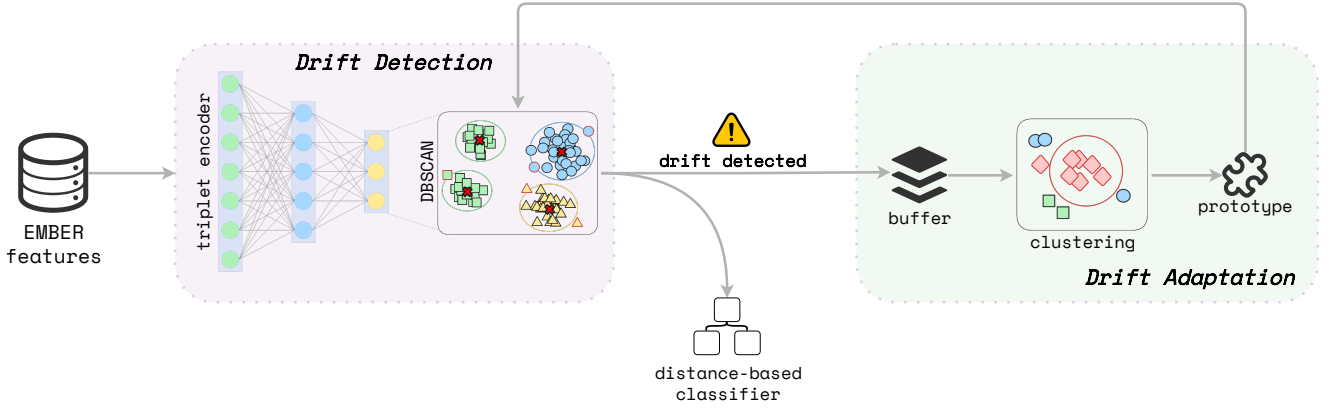 Drift Detection
triplet encoder
DBSCAN
EMBER
features
drift detected
buffer
clustering
prototype
Drift Adaptation
distance-based
classifier